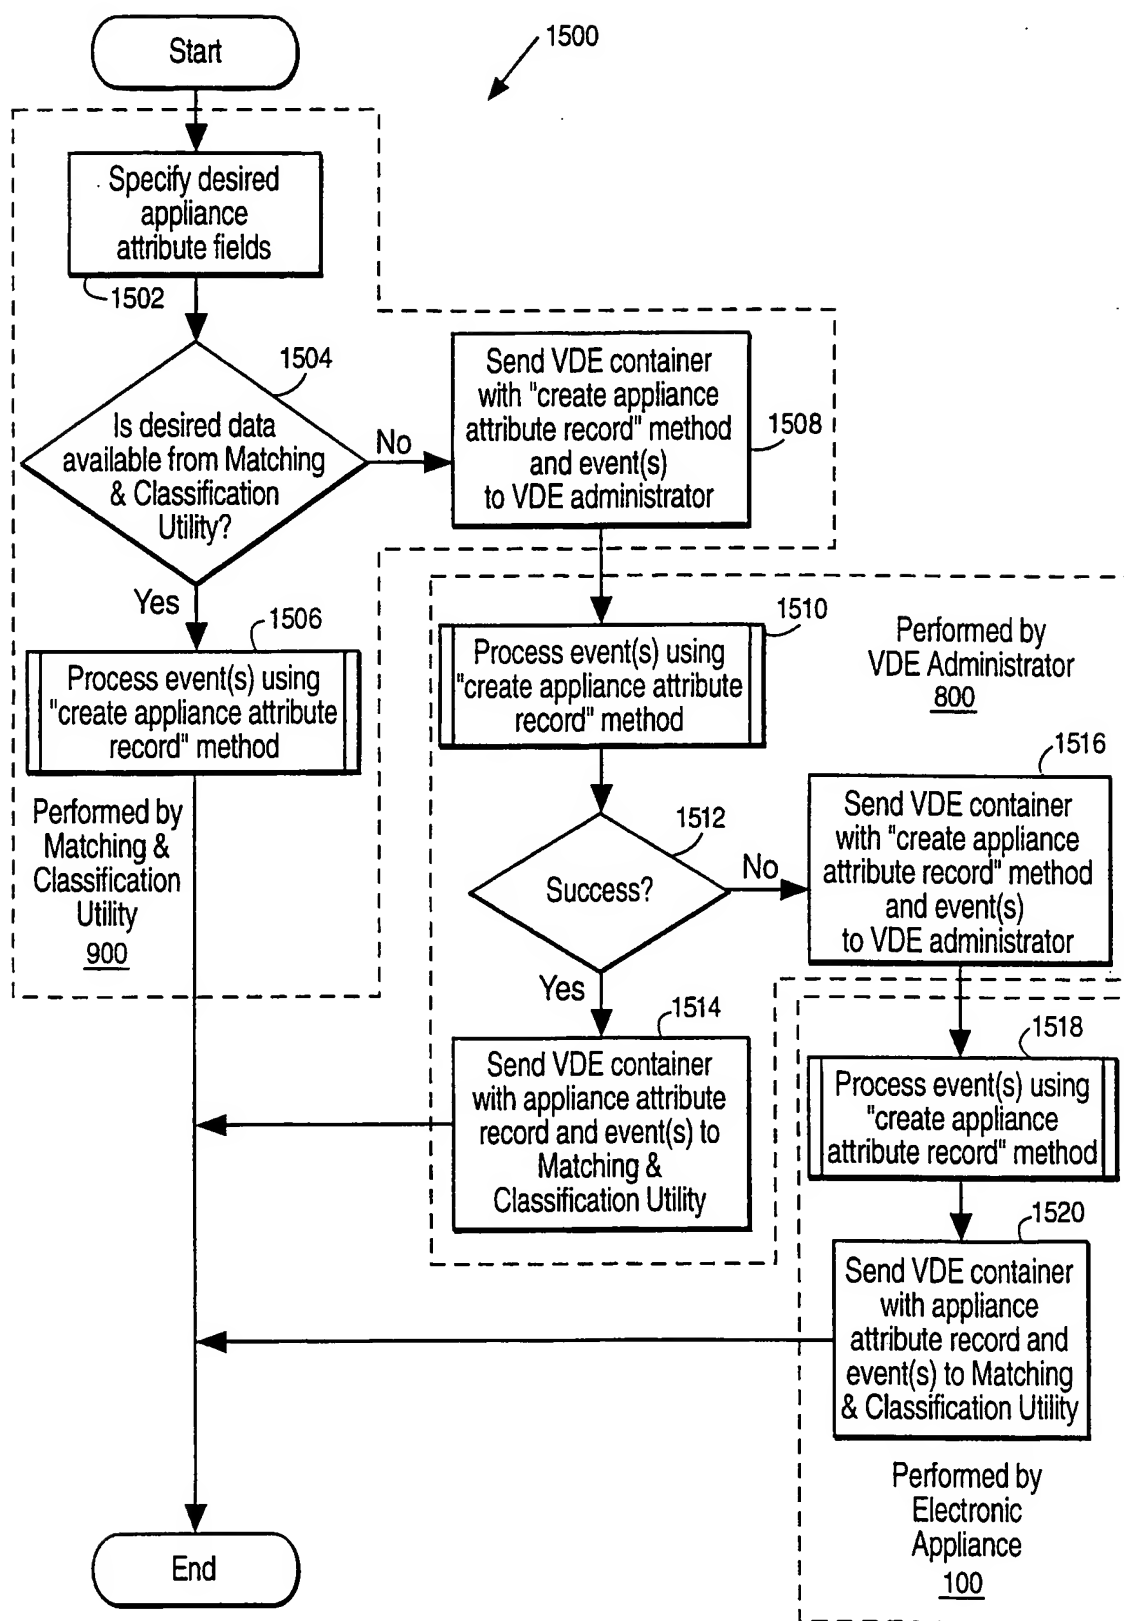 Start
1500
Specify desired
appliance
attribute fields
1502
1504
Is desired data
available from Matching
& Classification
Utility?
No
Send VDE container
with "create appliance
attribute record" method
and event(s)
to VDE administrator
1508
Yes
1506
Process event(s) using
"create appliance attribute
record" method
Performed by
Matching &
Classification
Utility
900
1510
Process event(s) using
"create appliance attribute
record" method
Performed by
VDE Administrator
800
1512
Success?
No
1516
Send VDE container
with "create appliance
attribute record" method
and event(s)
to VDE administrator
Yes
1514
Send VDE container
with appliance attribute
record and event(s) to
Matching &
Classification Utility
1518
Process event(s) using
"create appliance
attribute record" method
1520
Send VDE container
with appliance
attribute record and
event(s) to Matching
& Classification Utility
Performed by
Electronic
Appliance
100
End